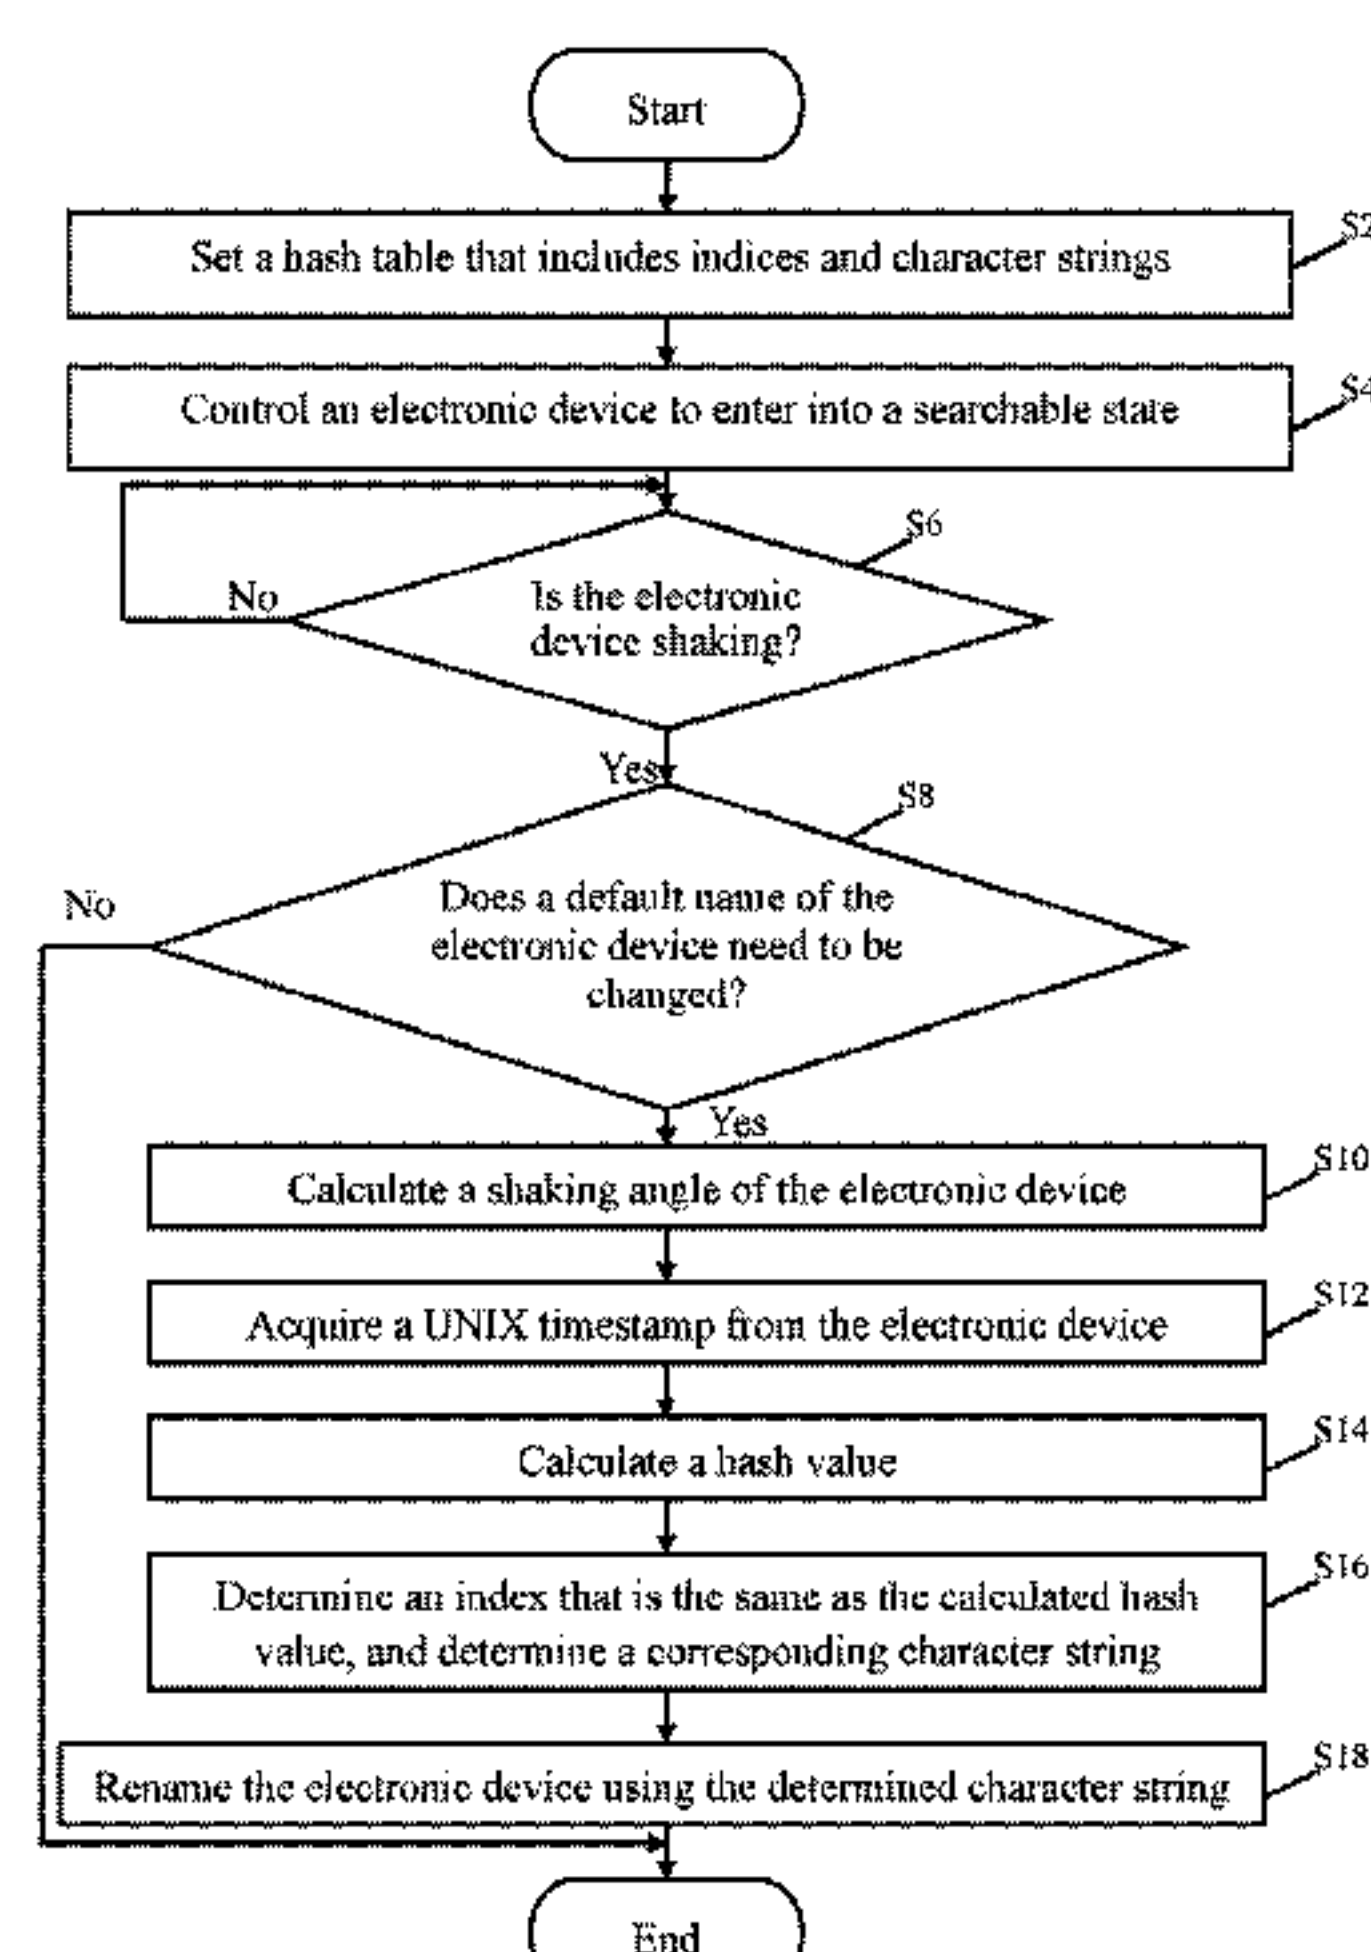 Start
Set a hash table that includes indices and character strings
S2
Control an electronic device to enter into a searchable state
S4
S6
No
Is the electronic
device shaking?
Yes
S8
No
Does a default name of the
electronic device need to be
changed?
Yes
Calculate a shaking angle of the electronic device
S10
Acquire a UNIX timestamp from the electronic device
S12
Calculate a hash value
S14
Determine an index that is the same as the calculated hash
value, and determine a corresponding character string
S16
Rename the electronic device using the determined character string
S18
End